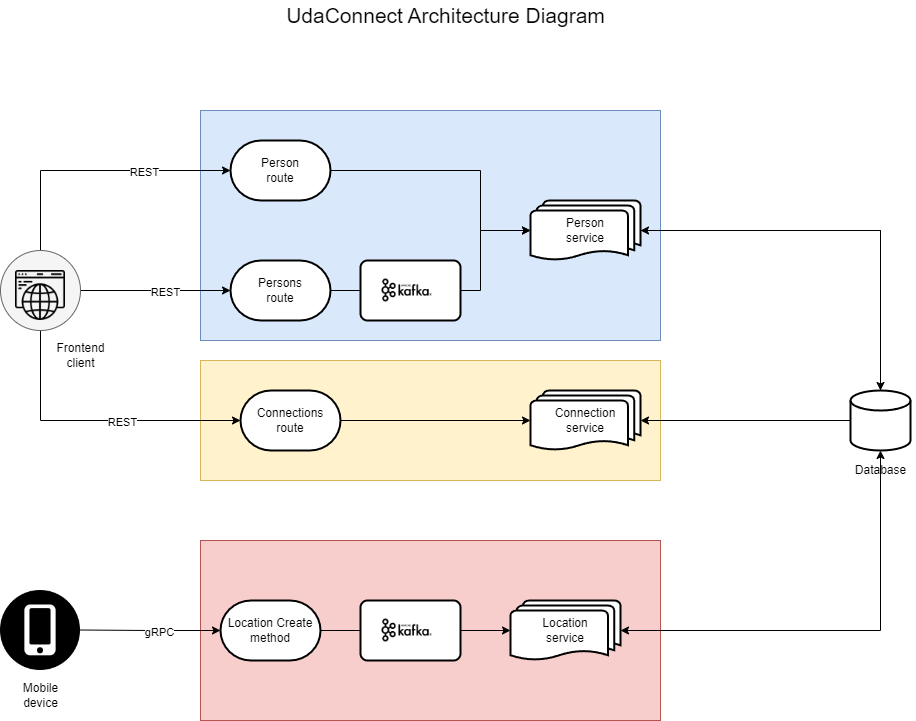 UdaConnect Architecture Diagram
Person
route
REST
Person
service
Persons
route
kafka.
REST
Frontend
client
Connections
route
Connection
service
REST
Database
Location Create
method
kafka.
Location
service
gRPC
Mobile
device